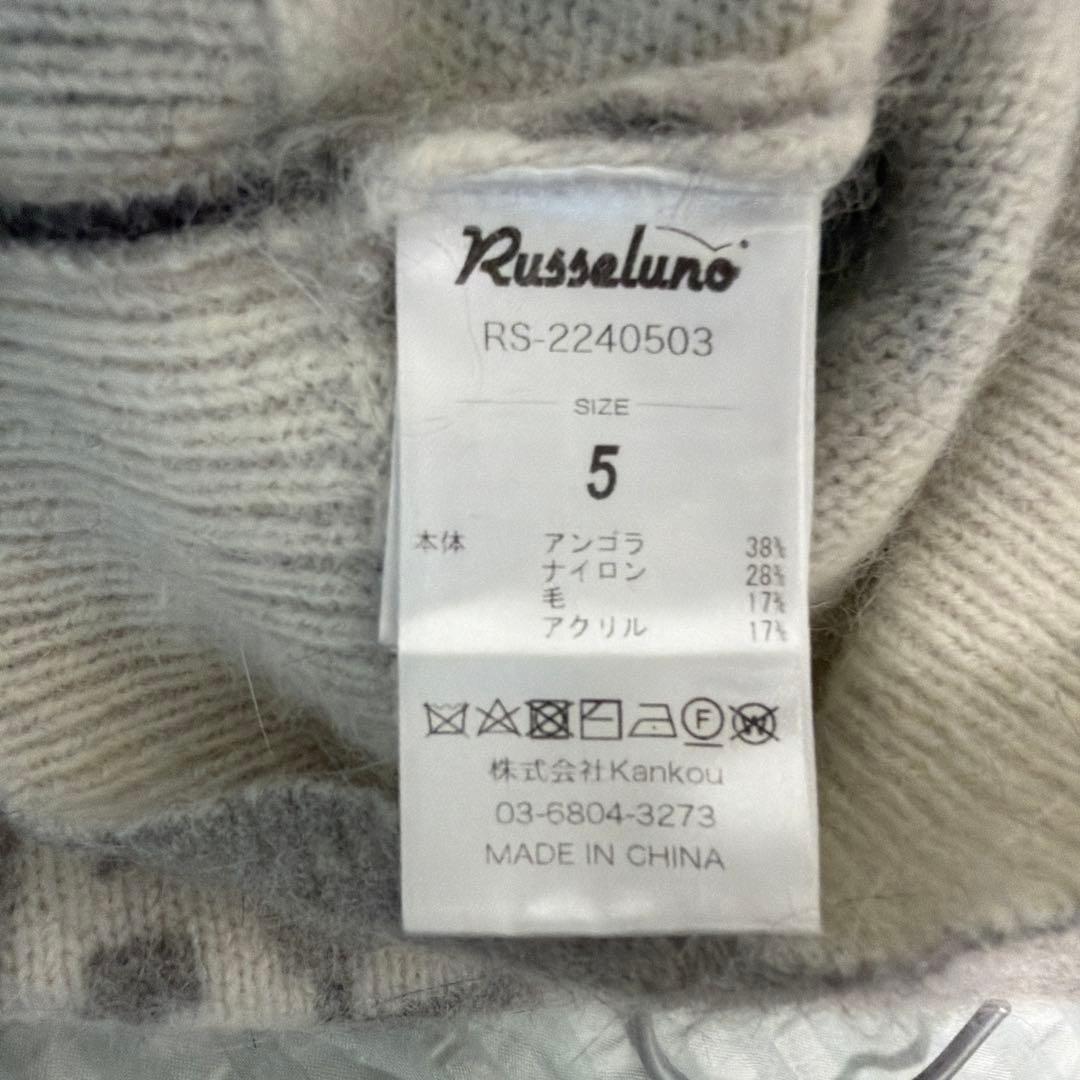 Russeluno
RS-2240503
SIZE
5
本体 アンゴラ 38%
ナイロン 28%
毛 17%
アクリル 17%
F W
株式会社Kankou
03-6804-3273
MADE IN CHINA